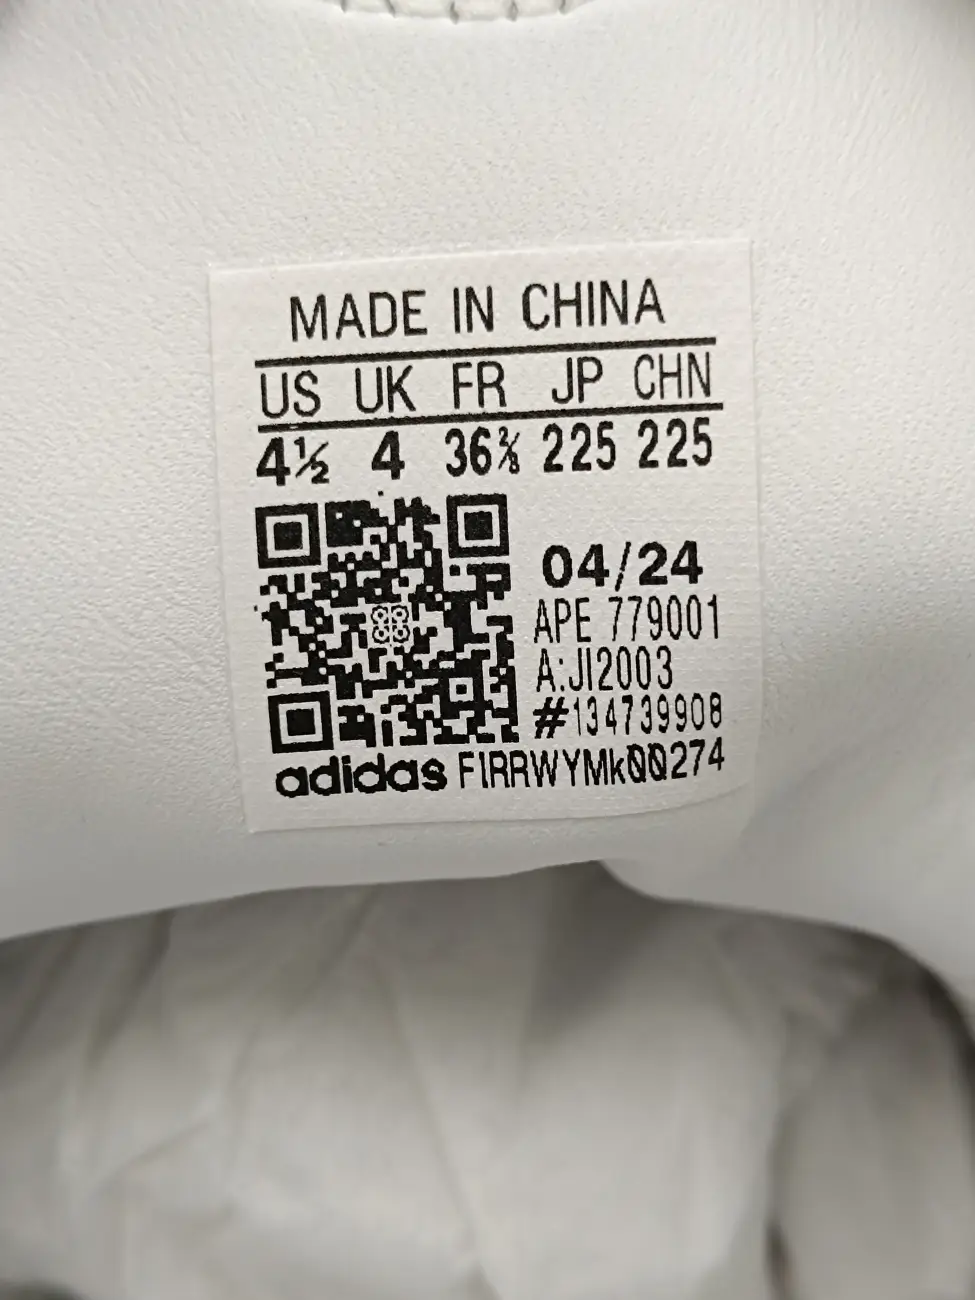 MADE IN CHINA
US UK FR JP CHN
4½ 4 36⅔ 225 225
04/24
APE 779001
A:JI2003
#134739908
adidas FIRRWYMk00274